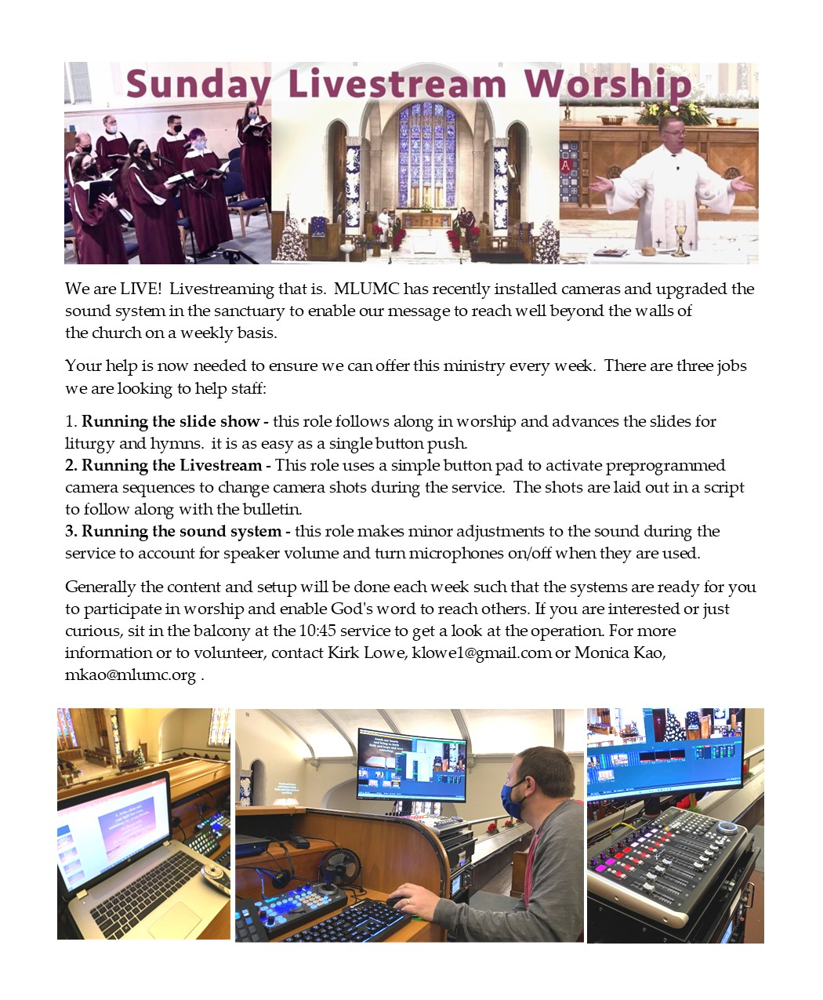 Sunday Livestream Worship
We are LIVE!  Livestreaming that is.  MLUMC has recently installed cameras and upgraded the
sound system in the sanctuary to enable our message to reach well beyond the walls of
the church on a weekly basis.
Your help is now needed to ensure we can offer this ministry every week.  There are three jobs
we are looking to help staff:
1. Running the slide show - this role follows along in worship and advances the slides for
liturgy and hymns.  it is as easy as a single button push.
2. Running the Livestream - This role uses a simple button pad to activate preprogrammed
camera sequences to change camera shots during the service.  The shots are laid out in a script
to follow along with the bulletin.
3. Running the sound system - this role makes minor adjustments to the sound during the
service to account for speaker volume and turn microphones on/off when they are used.
Generally the content and setup will be done each week such that the systems are ready for you
to participate in worship and enable God's word to reach others. If you are interested or just
curious, sit in the balcony at the 10:45 service to get a look at the operation. For more
information or to volunteer, contact Kirk Lowe, klowe1@gmail.com or Monica Kao,
mkao@mlumc.org .